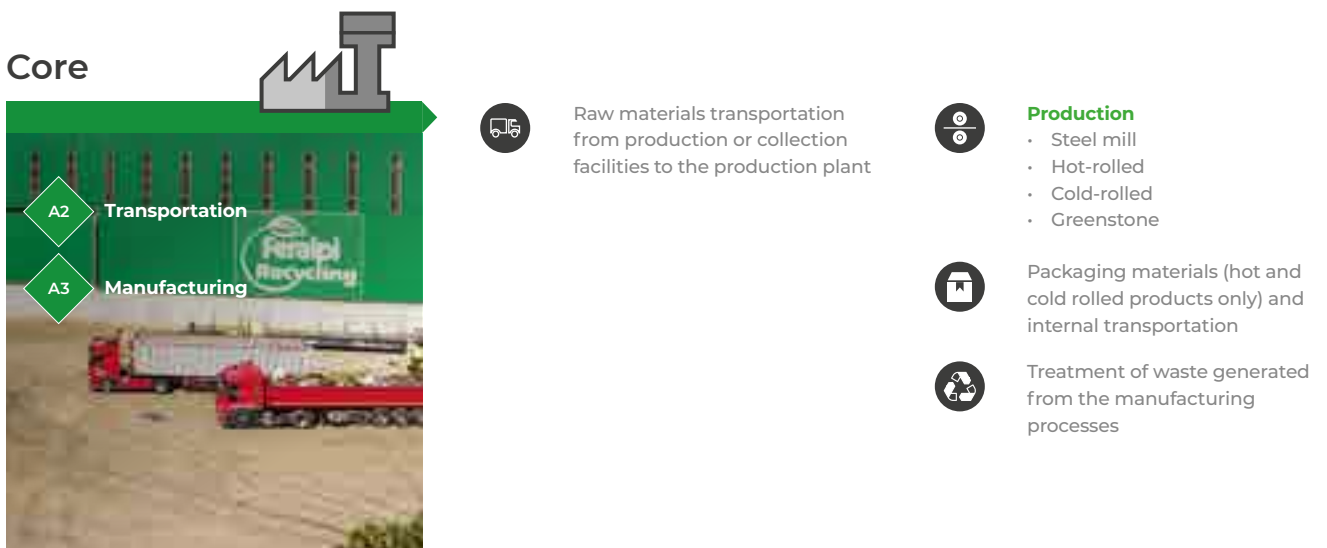 Core
A2
Transportation
A3
Manufacturing
Feralpi
Recycling
Raw materials transportation
from production or collection
facilities to the production plant
Production
• Steel mill
• Hot-rolled
• Cold-rolled
• Greenstone
Packaging materials (hot and
cold rolled products only) and
internal transportation
Treatment of waste generated
from the manufacturing
processes